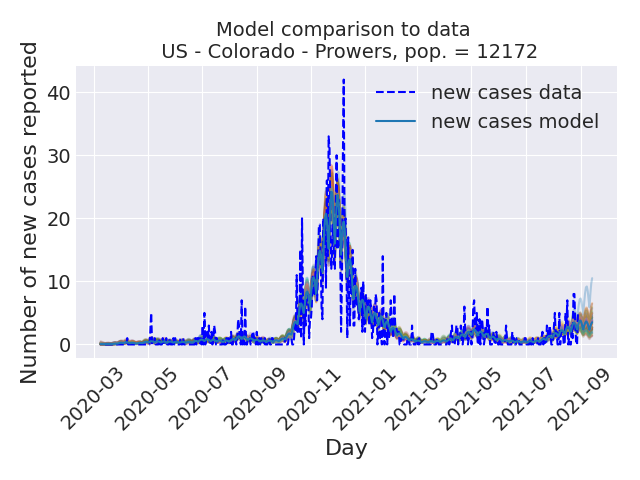 Model comparison to data
US - Colorado - Prowers, pop. = 12172
Number of new cases reported
40
30
20
10
0
new cases data
new cases model
2020-03
2020-05
2020-07
2020-09
2020-11
2021-01
2021-03
2021-05
2021-07
2021-09
Day